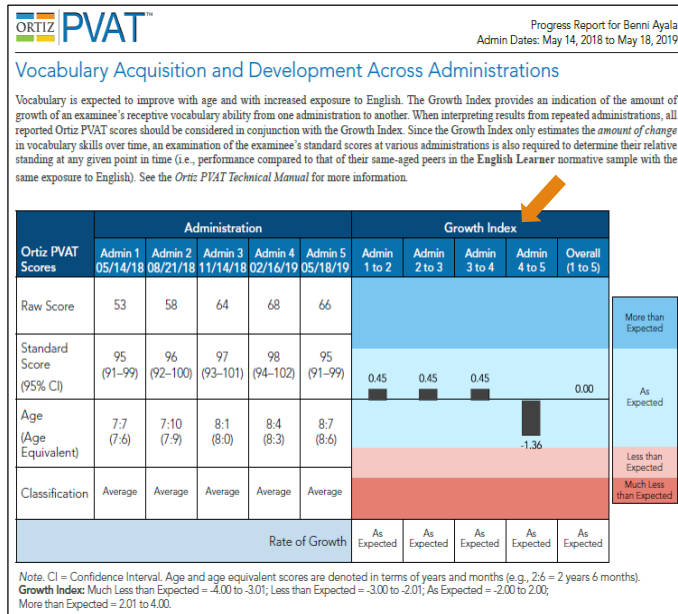 ORTIZ PVAT™
Progress Report for Benni Ayala
Admin Dates: May 14, 2018 to May 18, 2019
Vocabulary Acquisition and Development Across Administrations
Vocabulary is expected to improve with age and with increased exposure to English. The Growth Index provides an indication of the amount of
growth of an examinee's receptive vocabulary ability from one administration to another. When interpreting results from repeated administrations, all
reported Ortiz PVAT scores should be considered in conjunction with the Growth Index. Since the Growth Index only estimates the amount of change
in vocabulary skills over time, an examination of the examinee's standard scores at various administrations is also required to determine their relative
standing at any given point in time (i.e., performance compared to that of their same-aged peers in the English Learner normative sample with the
same exposure to English). See the Ortiz PVAT Technical Manual for more information.
Administration Growth Index
Ortiz PVAT Scores
Admin 1 05/14/18
Admin 2 08/21/18
Admin 3 11/14/18
Admin 4 02/16/19
Admin 5 05/18/19
Admin 1 to 2
Admin 2 to 3
Admin 3 to 4
Admin 4 to 5
Overall (1 to 5)
Raw Score 53 58 64 68 66
Standard Score (95% CI)
95 (91–99)
96 (92–100)
97 (93–101)
98 (94–102)
95 (91–99)
0.45 0.45 0.45 -1.36 0.00
Age (Age Equivalent)
7:7 (7:6)
7:10 (7:9)
8:1 (8:0)
8:4 (8:3)
8:7 (8:6)
Classification Average Average Average Average Average
More than Expected
As Expected
Less than Expected
Much Less than Expected
Rate of Growth
As Expected
As Expected
As Expected
As Expected
As Expected
Note. CI = Confidence Interval. Age and age equivalent scores are denoted in terms of years and months (e.g., 2:6 = 2 years 6 months).
Growth Index: Much Less than Expected = -4.00 to -3.01; Less than Expected = -3.00 to -2.01; As Expected = -2.00 to 2.00;
More than Expected = 2.01 to 4.00.